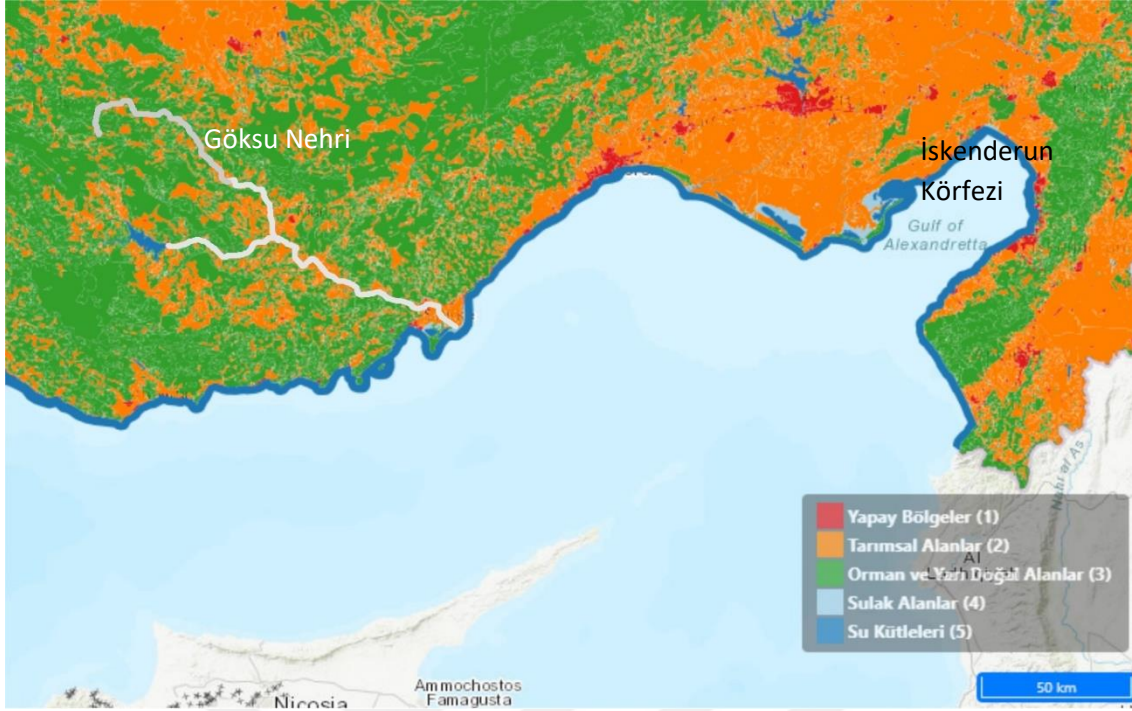 Göksu Nehri
İskenderun
Körfezi
Gulf of
Alexandretta
Yapay Bölgeler (1)
Tarımsal Alanlar (2)
Al
Orman ve Yarı Doğal Alanlar (3)
Sulak Alanlar (4)
Su Kütleleri (5)
50 km
Ammochostos
Famagusta
Nicosia